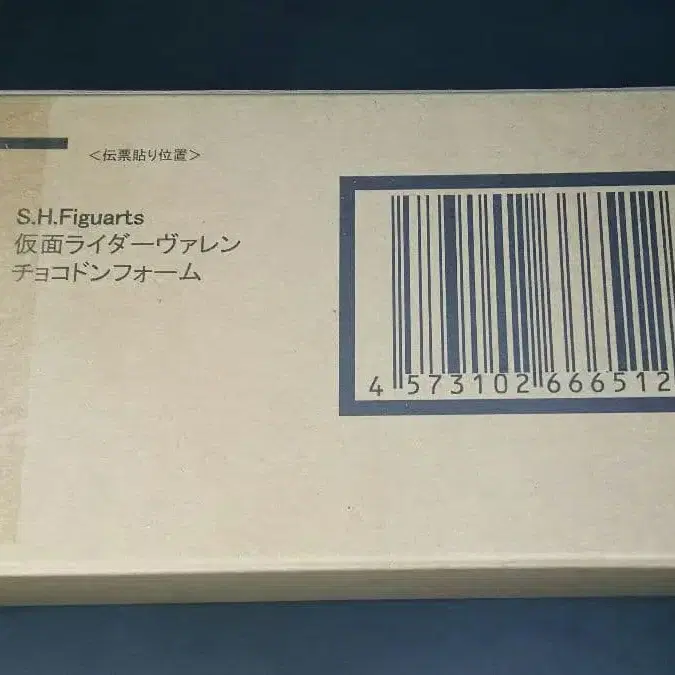 ＜伝票貼り位置＞
S.H.Figuarts
仮面ライダーヴァレン
チョコドンフォーム
4 573102 666512